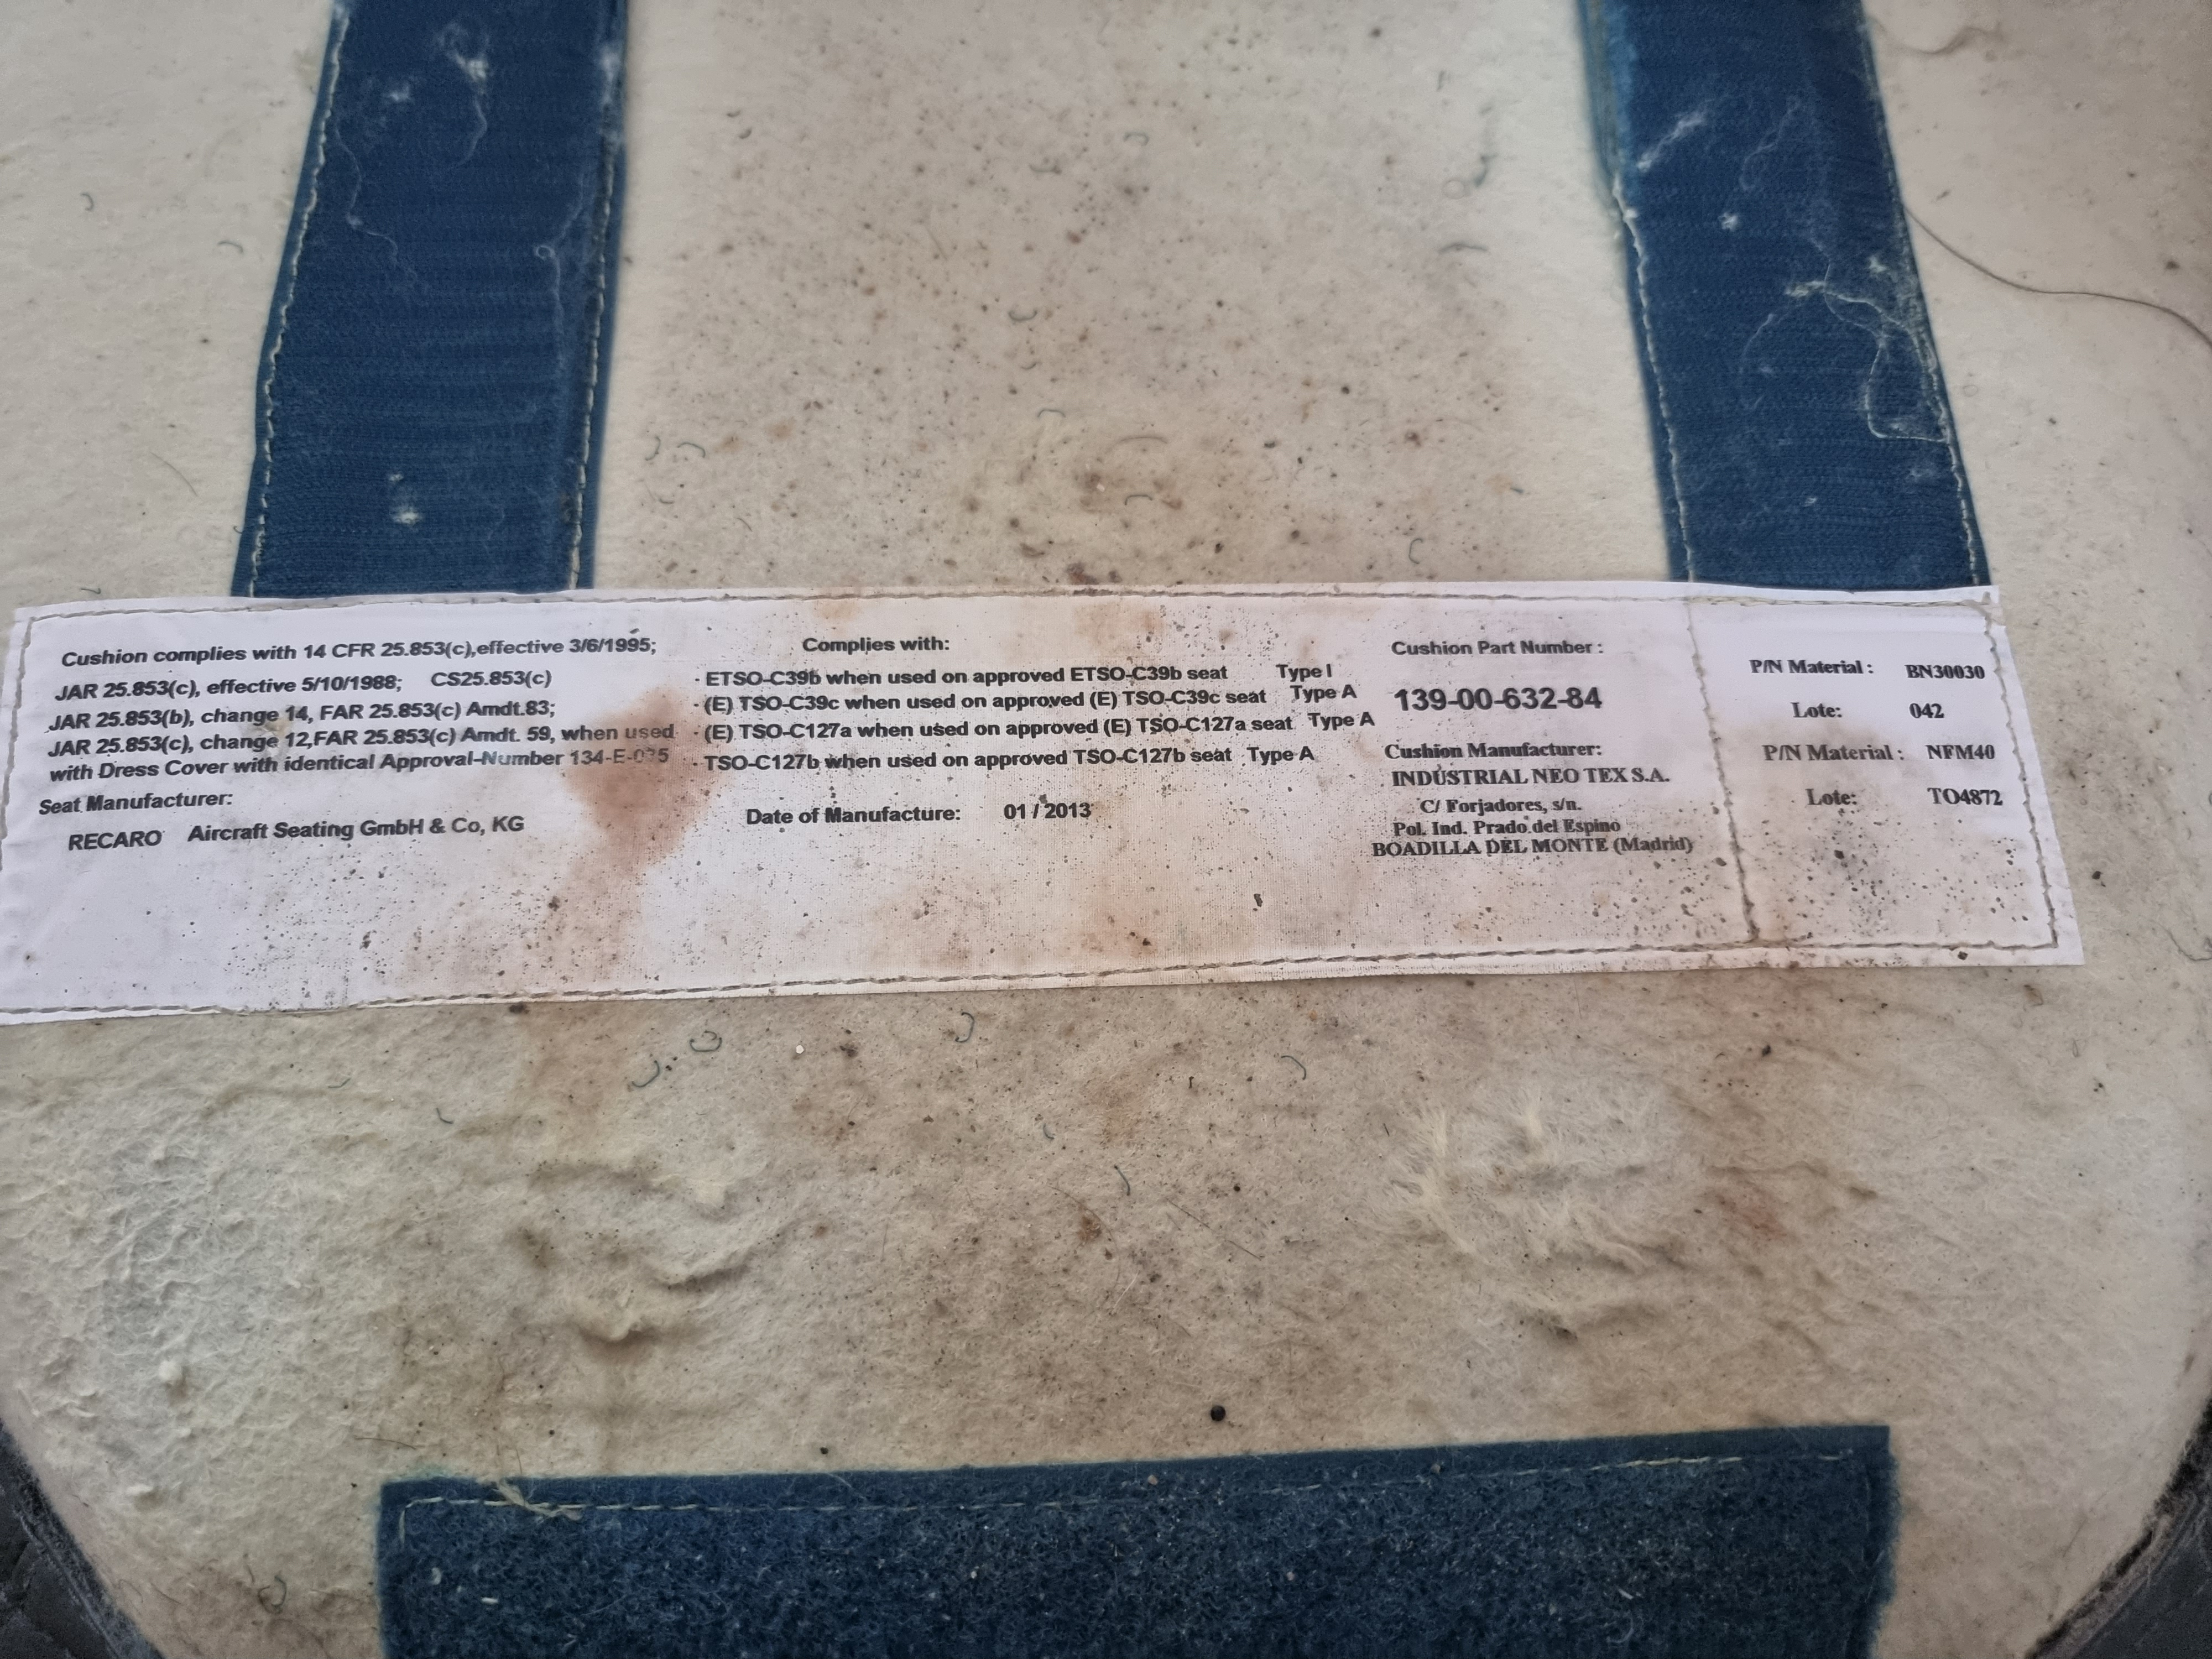 Cushion complies with 14 CFR 25.853(c),effective 3/6/1995;
JAR 25.853(c), effective 5/10/1988; CS25.853(c)
JAR 25.853(b), change 14, FAR 25.853(c) Amdt.83;
JAR 25.853(c), change 12,FAR 25.853(c) Amdt. 59, when used
with Dress Cover with identical Approval-Number
Seat Manufacturer:
RECARO Aircraft Seating GmbH & Co, KG
Complies with:
· ETSO-C39b when used on approved ETSO-C39b seat Type I
· (E) TSO-C39c when used on approved (E) TSO-C39c seat Type A
· (E) TSO-C127a when used on approved (E) TSO-C127a seat Type A
· TSO-C127b when used on approved TSO-C127b seat Type A
Date of Manufacture: 01 / 2013
Cushion Part Number :
139-00-632-84
Cushion Manufacturer:
INDUSTRIAL NEO TEX S.A.
C/ Forjadores, s/n.
Pol. Ind. Prado del Espino
BOADILLA DEL MONTE (Madrid)
P/N Material : BN30030
Lote: 042
P/N Material : NFM40
Lote: TO4872